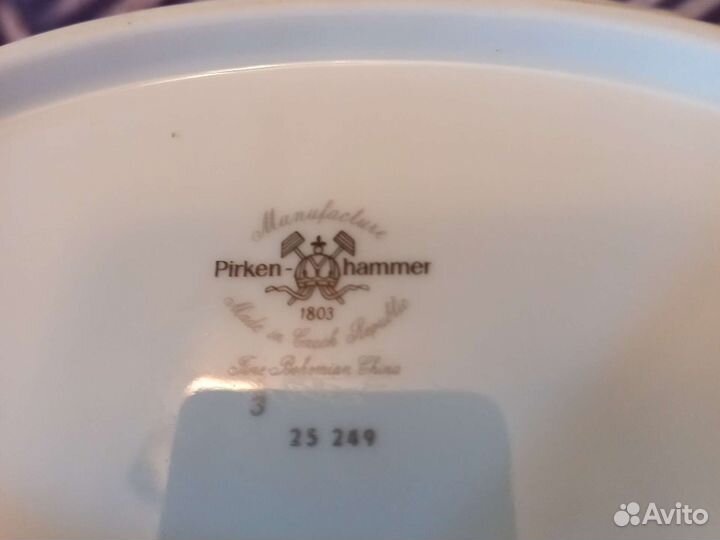 Manufacture
Pirken-hammer
1803
Made in Czech Republic
Fine Bohemian China
3
25 249
Avito